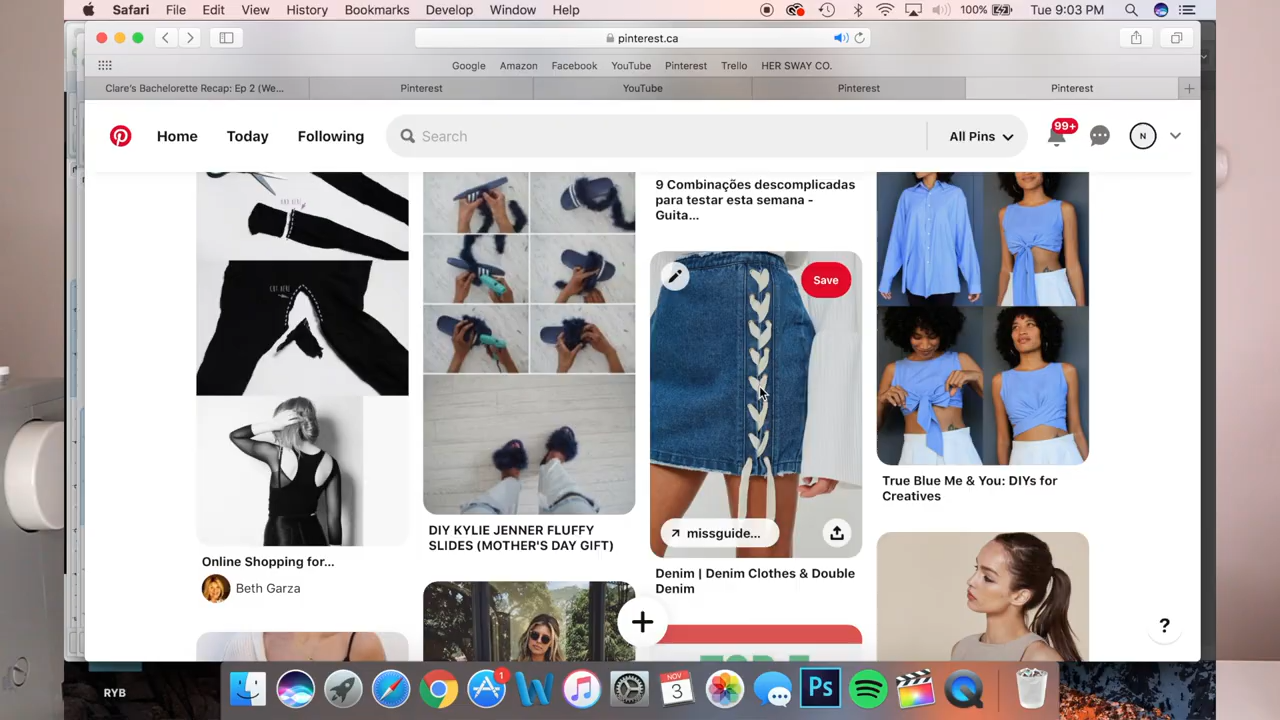 Safari File Edit View History Bookmarks Develop Window Help 100% Tue 9:03 PM
pinterest.ca
Google Amazon Facebook YouTube Pinterest Trello HER SWAY CO.
Clare's Bachelorette Recap: Ep 2 (We... Pinterest YouTube Pinterest Pinterest
Home Today Following Search All Pins 99+ N
9 Combinações descomplicadas
para testar esta semana -
Guita...
Save
missguide...
Denim | Denim Clothes & Double
Denim
True Blue Me & You: DIYs for
Creatives
DIY KYLIE JENNER FLUFFY
SLIDES (MOTHER'S DAY GIFT)
Online Shopping for...
Beth Garza
?
RYB
1
NOV
3
Ps